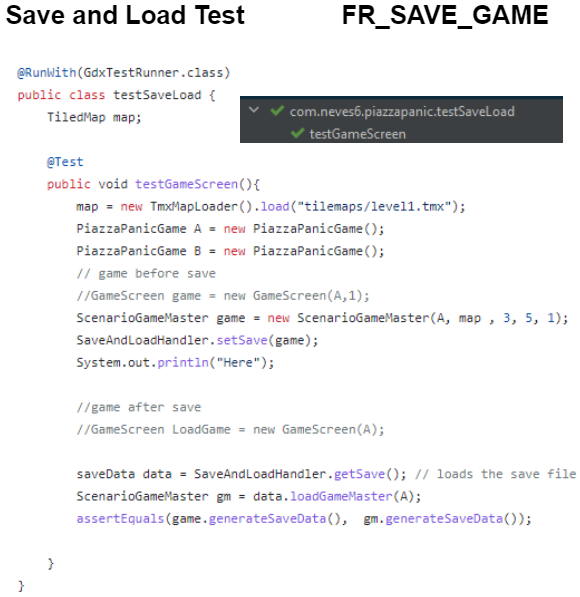 Save and Load Test FR_SAVE_GAME
@RunWith(GdxTestRunner.class)
public class testSaveLoad {
TiledMap map;
com.neves6.piazzapanic.testSaveLoad
testGameScreen
@Test
public void testGameScreen(){
map = new TmxMapLoader().load("tilemaps/level1.tmx");
PiazzaPanicGame A = new PiazzaPanicGame();
PiazzaPanicGame B = new PiazzaPanicGame();
// game before save
//GameScreen game = new GameScreen(A,1);
ScenarioGameMaster game = new ScenarioGameMaster(A, map , 3, 5, 1);
SaveAndLoadHandler.setSave(game);
System.out.println("Here");
//game after save
//GameScreen LoadGame = new GameScreen(A);
saveData data = SaveAndLoadHandler.getSave(); // loads the save file
ScenarioGameMaster gm = data.loadGameMaster(A);
assertEquals(game.generateSaveData(), gm.generateSaveData());
}
}